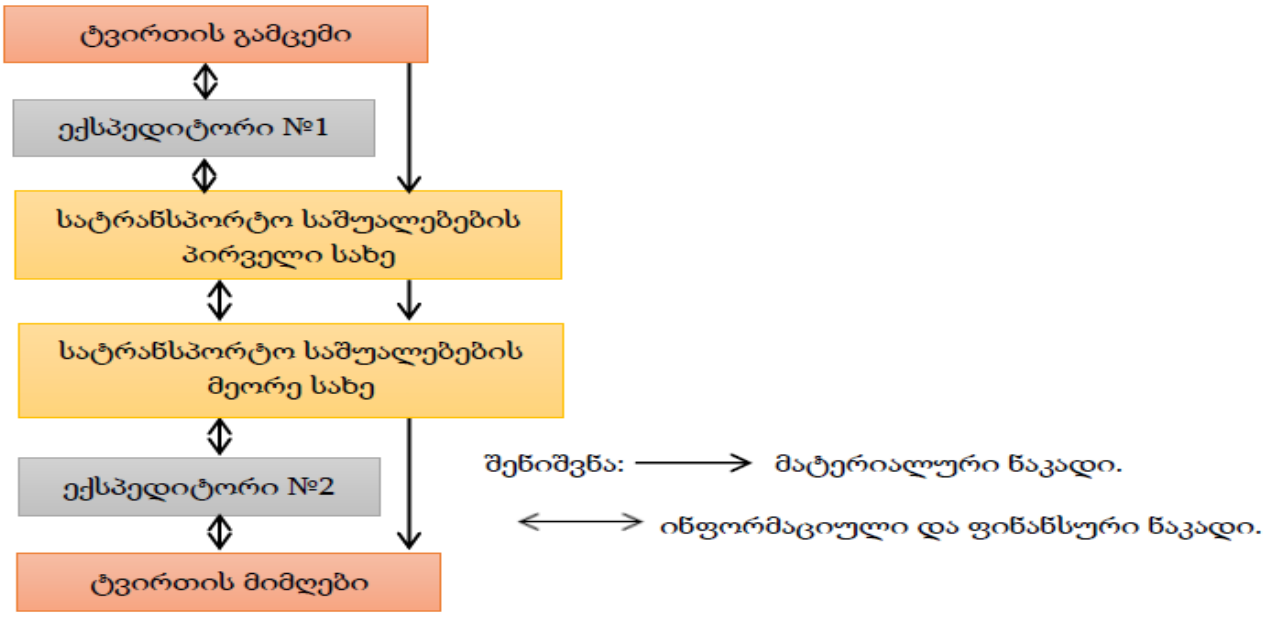 ტვირთის გამცემი
ექსპედიტორი №1
სატრანსპორტო საშუალებების
პირველი სახე
სატრანსპორტო საშუალებების
მეორე სახე
ექსპედიტორი №2
ტვირთის მიმღები
შენიშვნა: მატერიალური ნაკადი.
ინფორმაციული და ფინანსური ნაკადი.